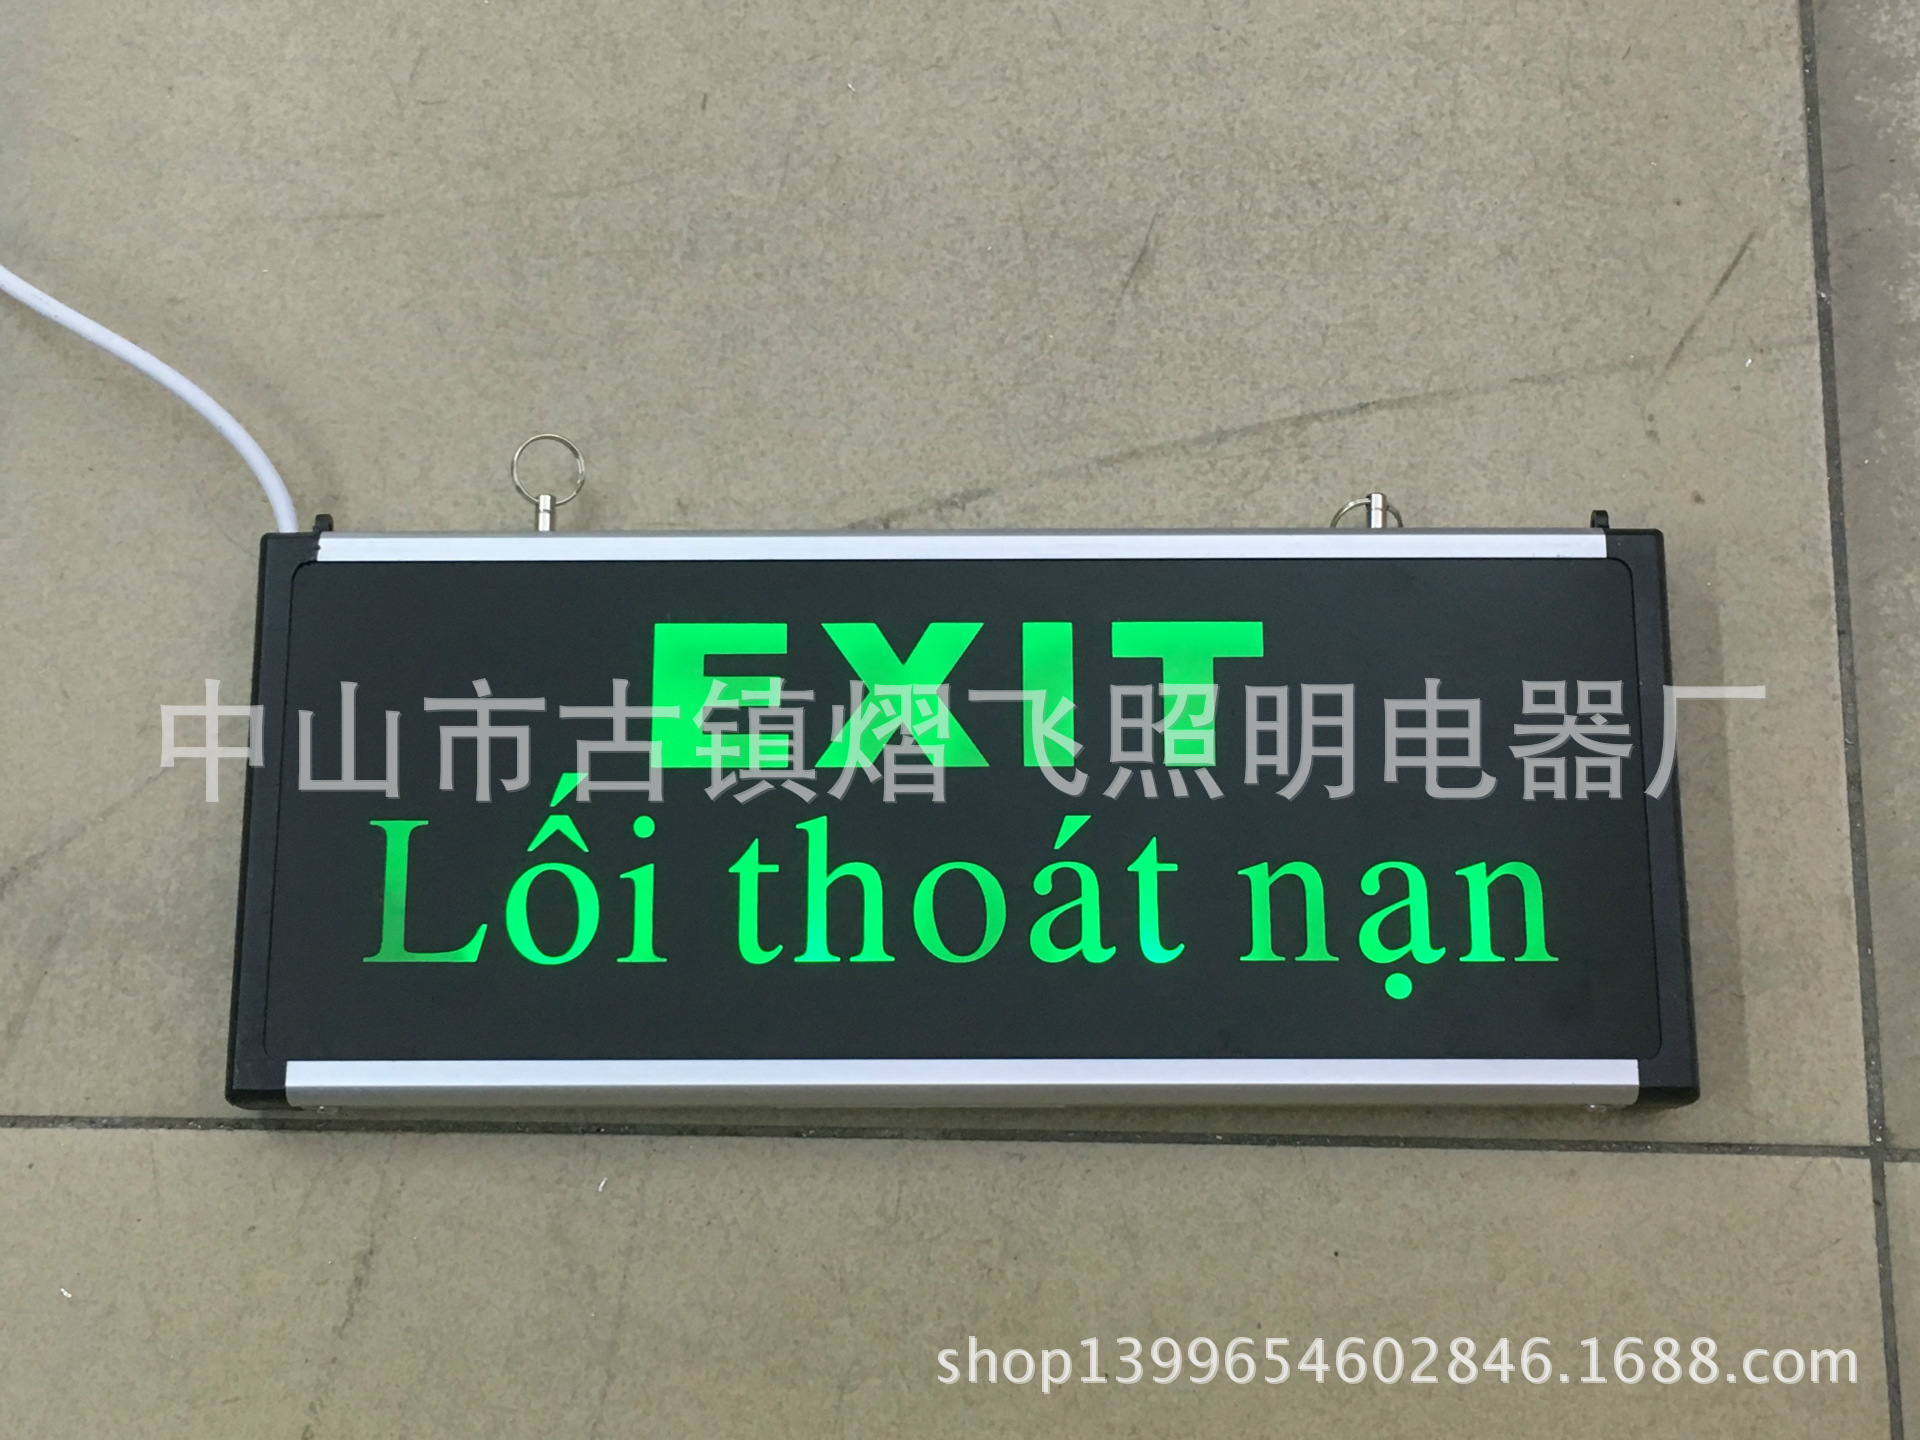 EXIT
中山市古镇熠飞照明电器厂
Lối thoát nạn
shop1399654602846.1688.com